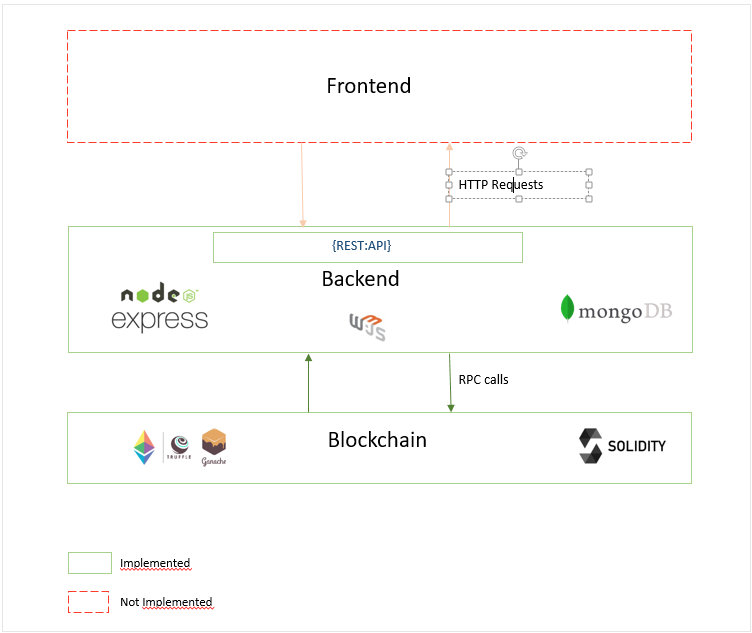 Frontend
HTTP Requests
{REST:API}
Backend
node JS
express
W3JS
mongoDB
RPC calls
Blockchain
TRUFFLE
Ganache
SOLIDITY
Implemented
Not Implemented